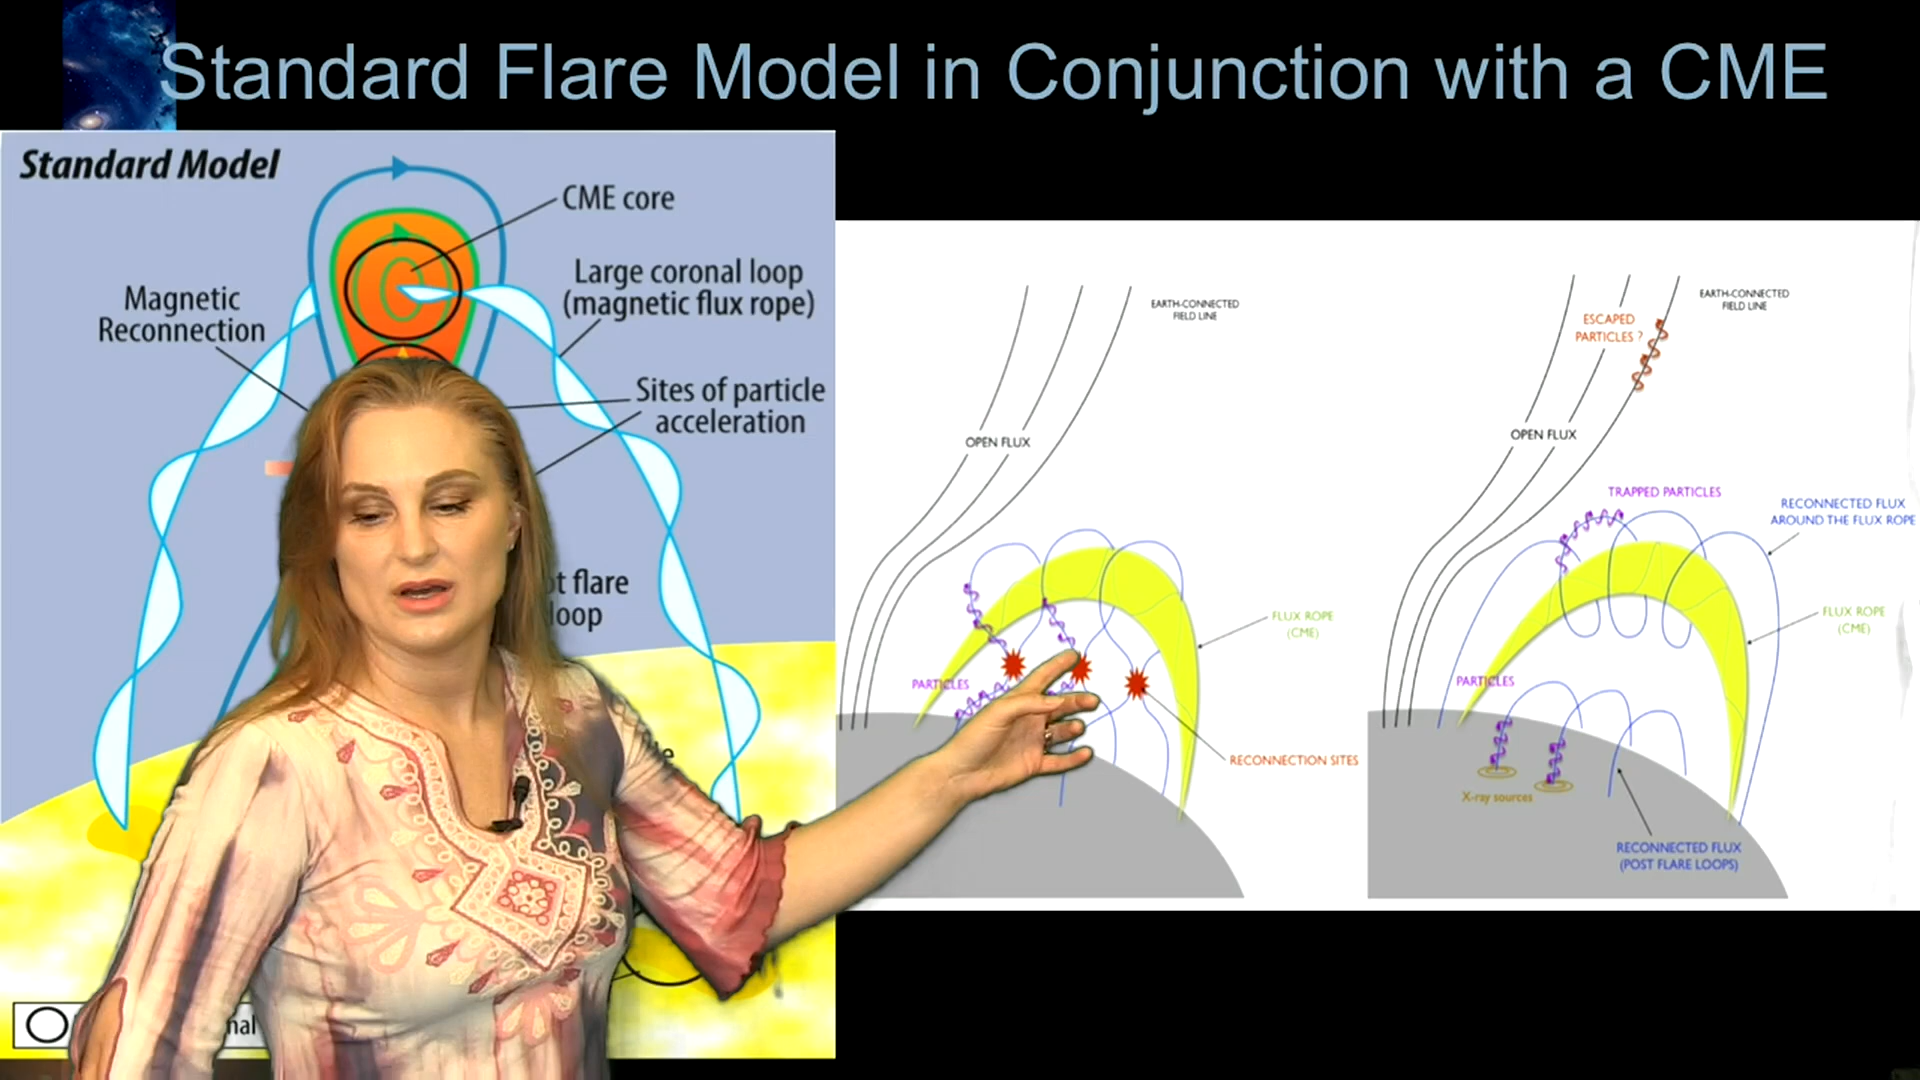 Standard Flare Model in Conjunction with a CME
Standard Model
CME core
Large coronal loop
(magnetic flux rope)
Magnetic
Reconnection
Sites of particle
acceleration
flare
loop
EARTH-CONNECTED
FIELD LINE
OPEN FLUX
FLUX ROPE
(CME)
PARTICLES
RECONNECTION SITES
EARTH-CONNECTED
FIELD LINE
ESCAPED
PARTICLES ?
OPEN FLUX
TRAPPED PARTICLES
RECONNECTED FLUX
AROUND THE FLUX ROPE
FLUX ROPE
(CME)
PARTICLES
X-ray sources
RECONNECTED FLUX
(POST FLARE LOOPS)